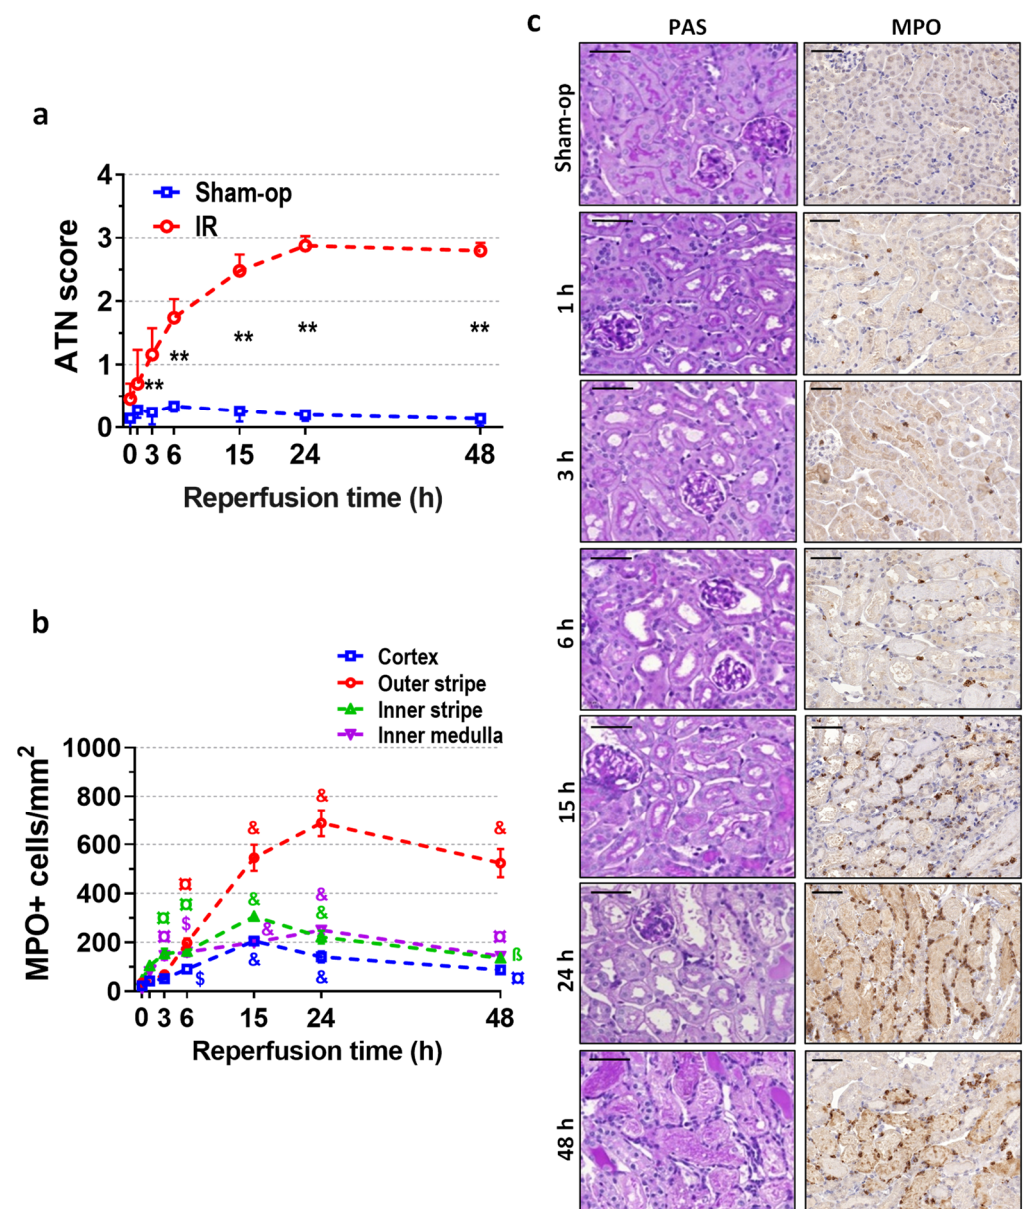 a
ATN score
4
3
2
1
0
Sham-op
IR
**
**
**
**
**
0 3 6 15 24 48
Reperfusion time (h)
b
Cortex
Outer stripe
Inner stripe
Inner medulla
MPO+ cells/mm²
1000
800
600
400
200
0
&
&
&
¤
¤
$
¤
¤
&
&
&
&
&
&
$
¤
ß
¤
0 3 6 15 24 48
Reperfusion time (h)
c
PAS MPO
Sham-op
1 h
3 h
6 h
15 h
24 h
48 h